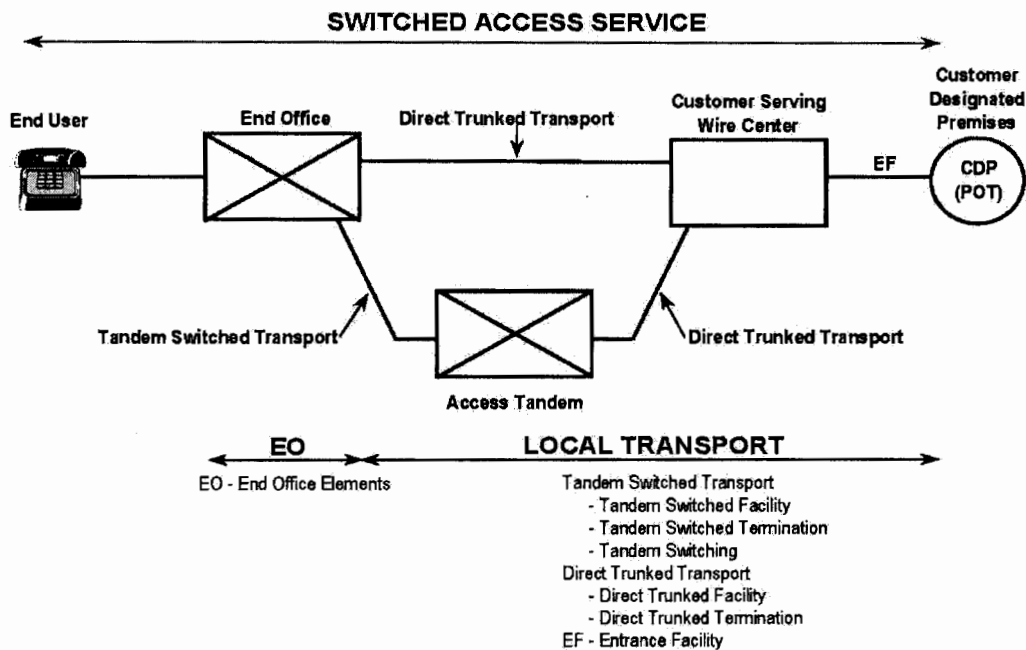 SWITCHED ACCESS SERVICE
Customer
Designated
Premises
End User
End Office
Direct Trunked Transport
Customer Serving
Wire Center
EF
CDP
(POT)
Tandem Switched Transport
Direct Trunked Transport
Access Tandem
EO
LOCAL TRANSPORT
EO - End Office Elements
Tandem Switched Transport
- Tandem Switched Facility
- Tandem Switched Termination
- Tandem Switching
Direct Trunked Transport
- Direct Trunked Facility
- Direct Trunked Termination
EF - Entrance Facility